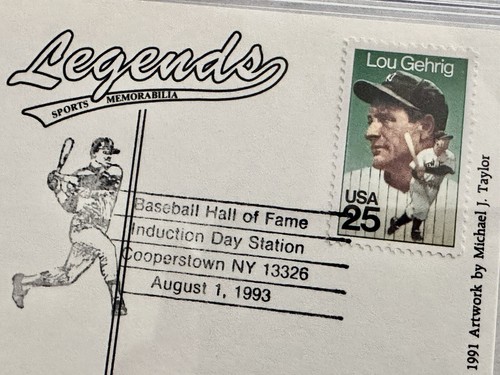 Legends
SPORTS MEMORABILIA
Lou Gehrig
USA
25
Baseball Hall of Fame
Induction Day Station
Cooperstown NY 13326
August 1, 1993
1991 Artwork by Michael J. Taylor